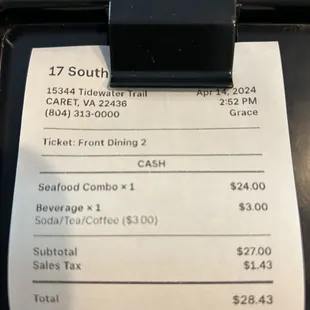 17 South
15344 Tidewater Trail Apr 14, 2024
CARET, VA 22436 2:52 PM
(804) 313-0000 Grace
Ticket: Front Dining 2
CASH
Seafood Combo × 1 $24.00
Beverage × 1 $3.00
Soda/Tea/Coffee ($3.00)
Subtotal $27.00
Sales Tax $1.43
Total $28.43